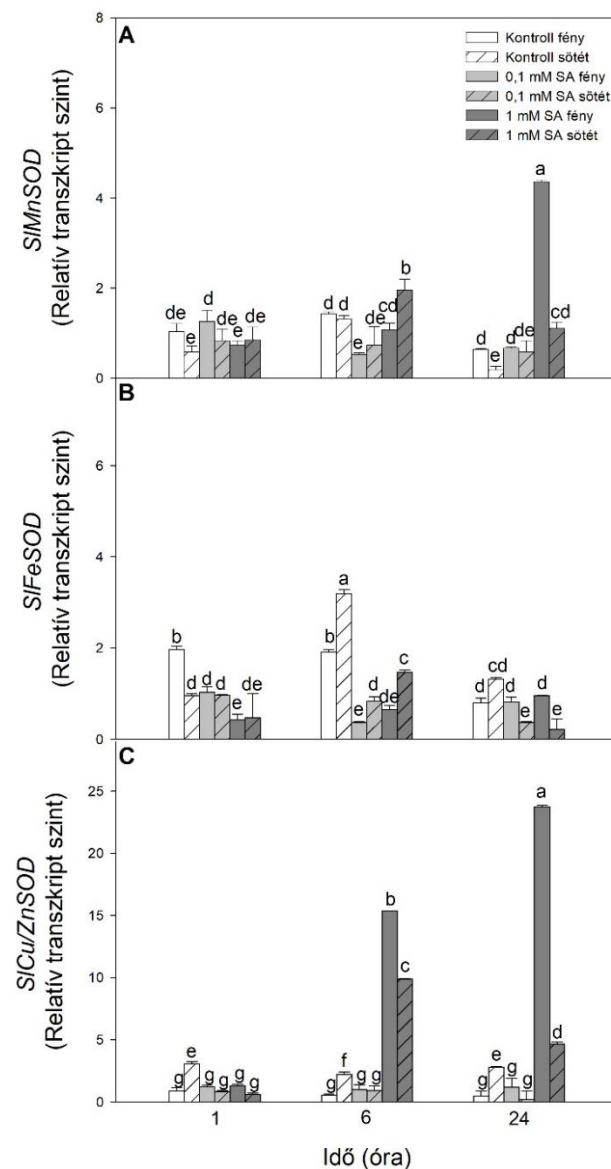 A
Kontroll fény
Kontroll sötét
0,1 mM SA fény
0,1 mM SA sötét
1 mM SA fény
1 mM SA sötét
SlMnSOD
(Relatív transzkript szint)
8
6
4
2
0
de e d de e de
d d e de cd b
d e d de a cd
B
SlFeSOD
(Relatív transzkript szint)
6
4
2
0
b d d d e de
b a e d de c
d cd d e d e
C
SlCu/ZnSOD
(Relatív transzkript szint)
25
20
15
10
5
0
g e g g g g
g f g g b c
g e g g a d
1 6 24
Idő (óra)